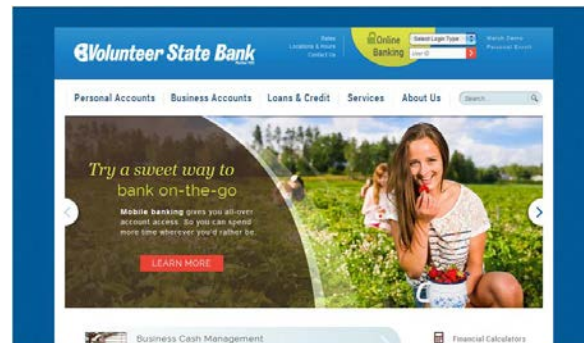 Volunteer State Bank
Rates
Locations & Hours
Contact Us
Online
Banking
Select Login Type
User ID
Watch Demo
Personal Enroll
Personal Accounts
Business Accounts
Loans & Credit
Services
About Us
Search...
Try a sweet way to
bank on-the-go
Mobile banking gives you all-over
account access. So you can spend
more time wherever you'd rather be.
LEARN MORE
Business Cash Management
Financial Calculators